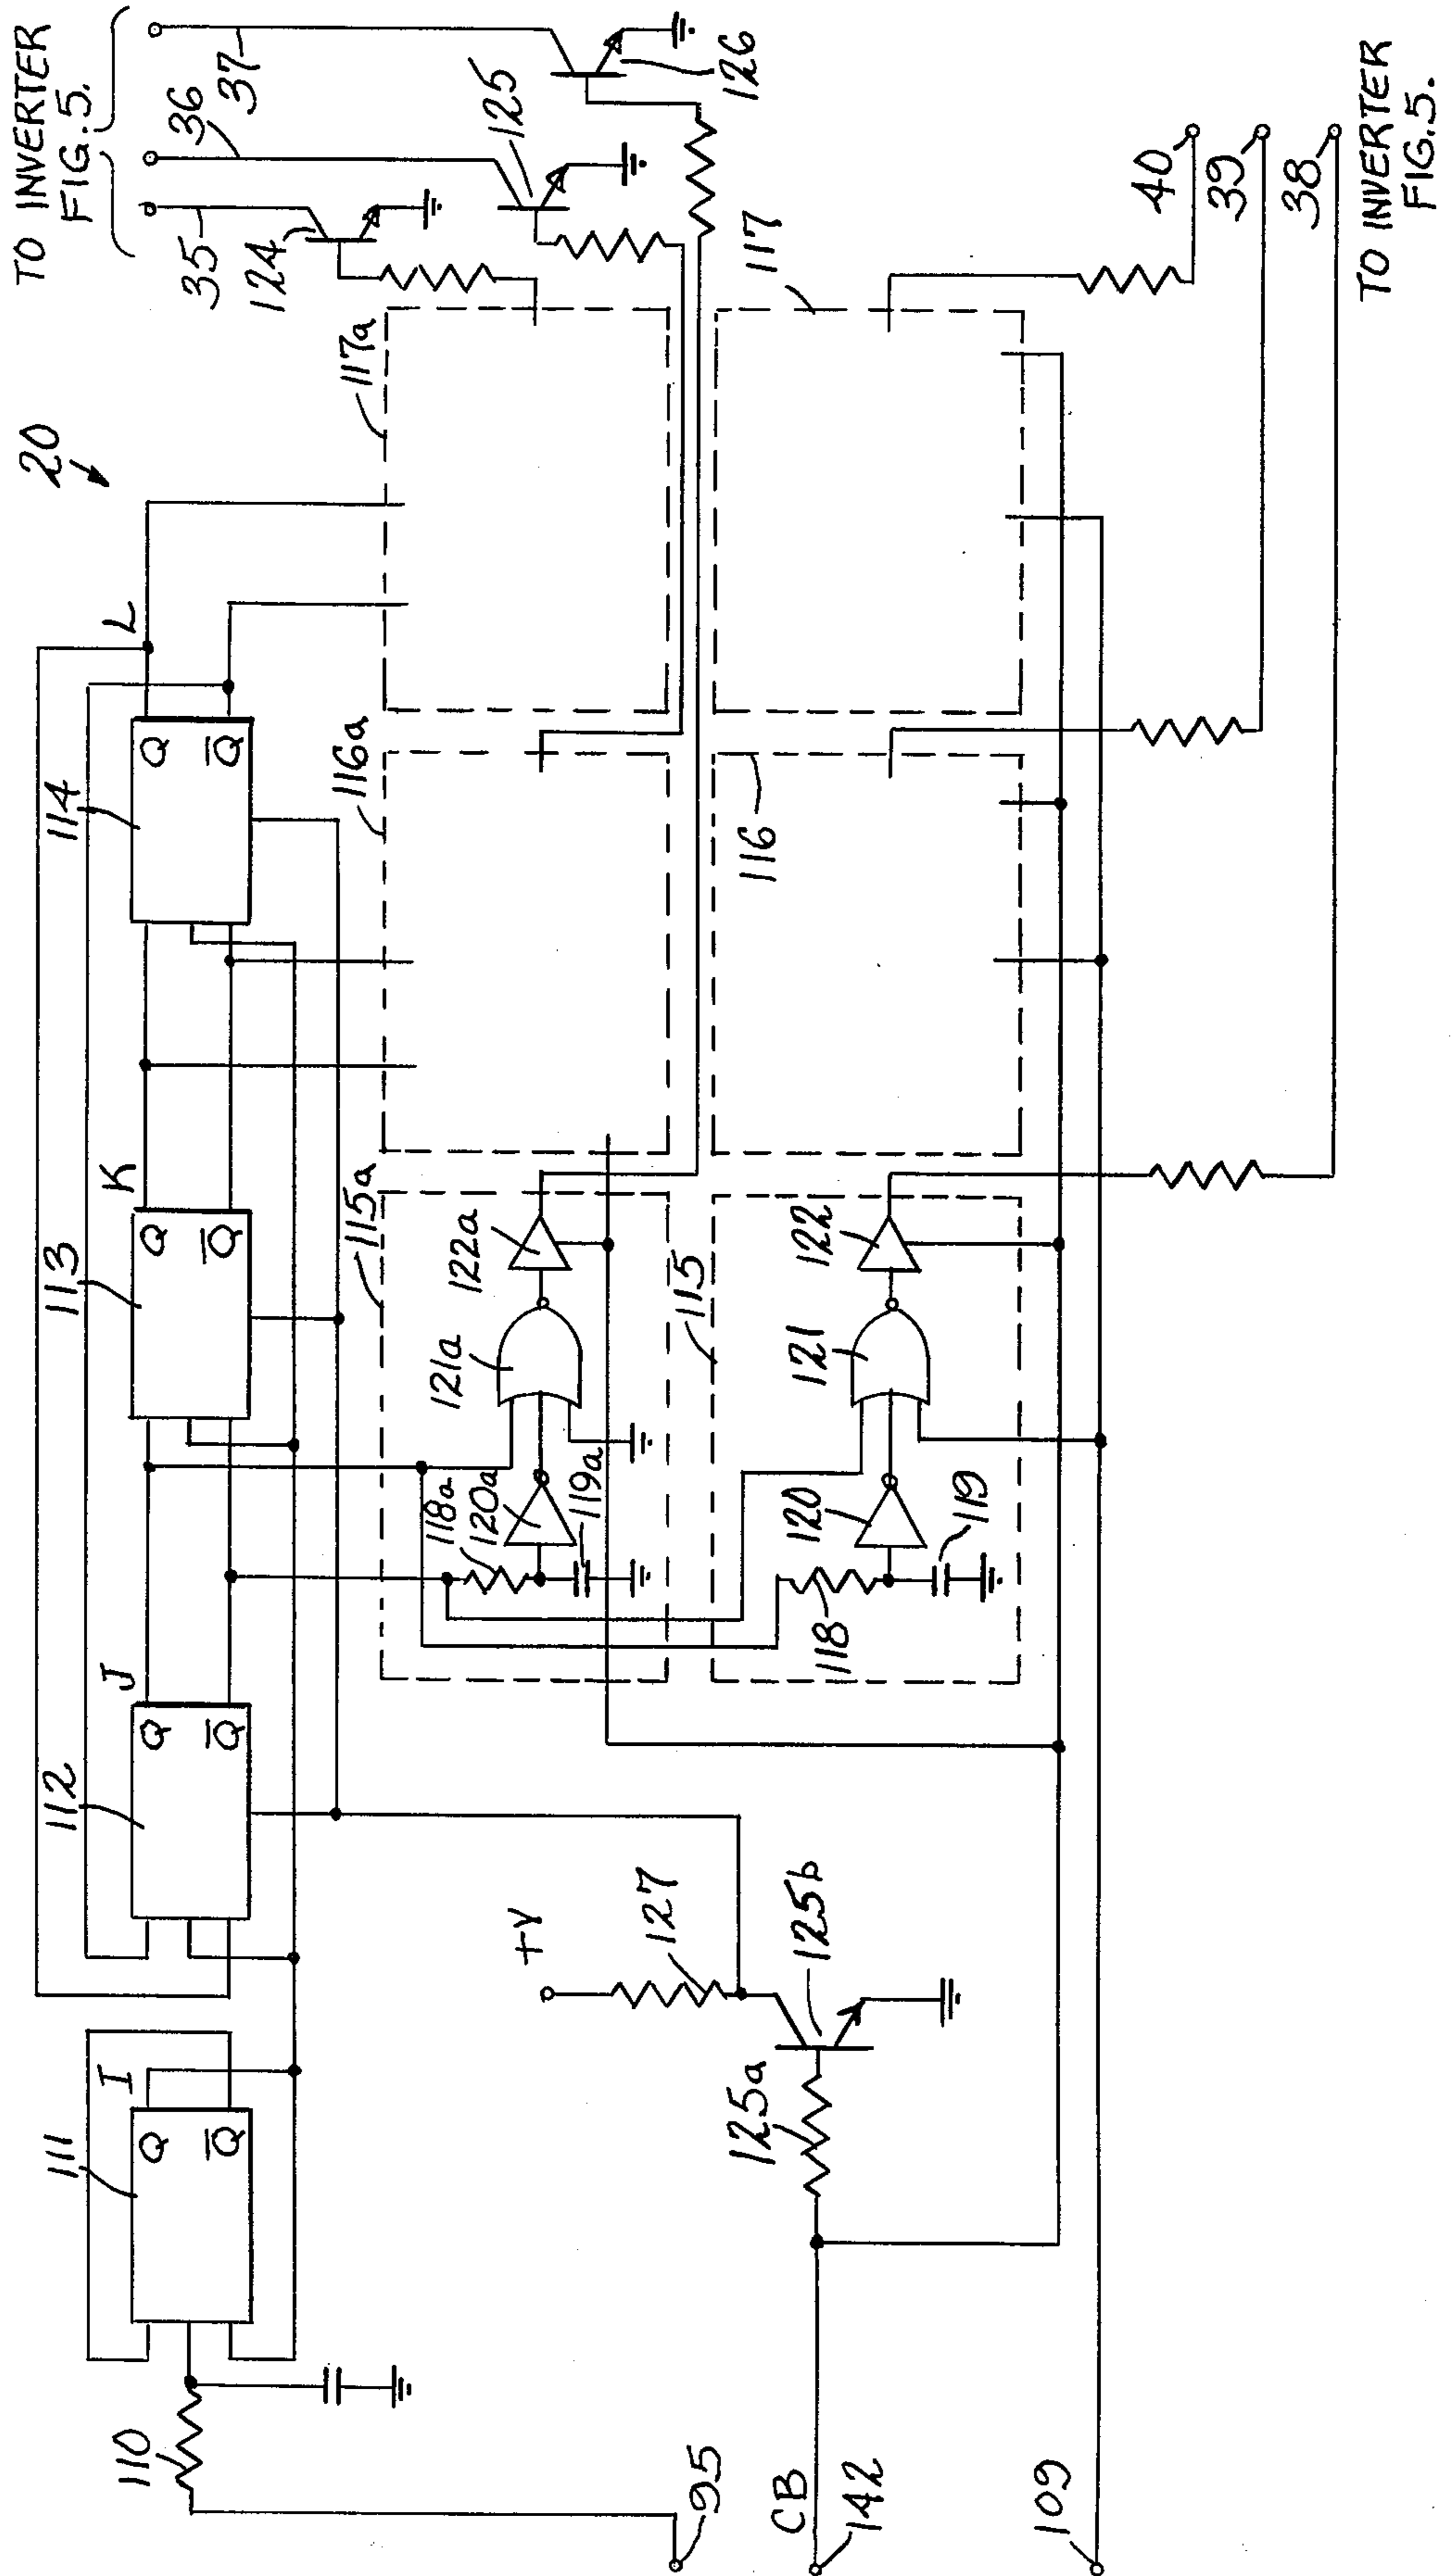 TO INVERTER
FIG. 5.
35
36
37
124
125
126
20
117a
117
40
39
38
TO INVERTER
FIG. 5.
L
114
Q
Q̅
116a
116
K
113
Q
Q̅
115a
122a
121a
118a
120a
119a
115
122
121
120
119
118
J
112
Q
Q̅
+V
127
125b
125a
I
111
Q
Q̅
110
95
CB
142
109